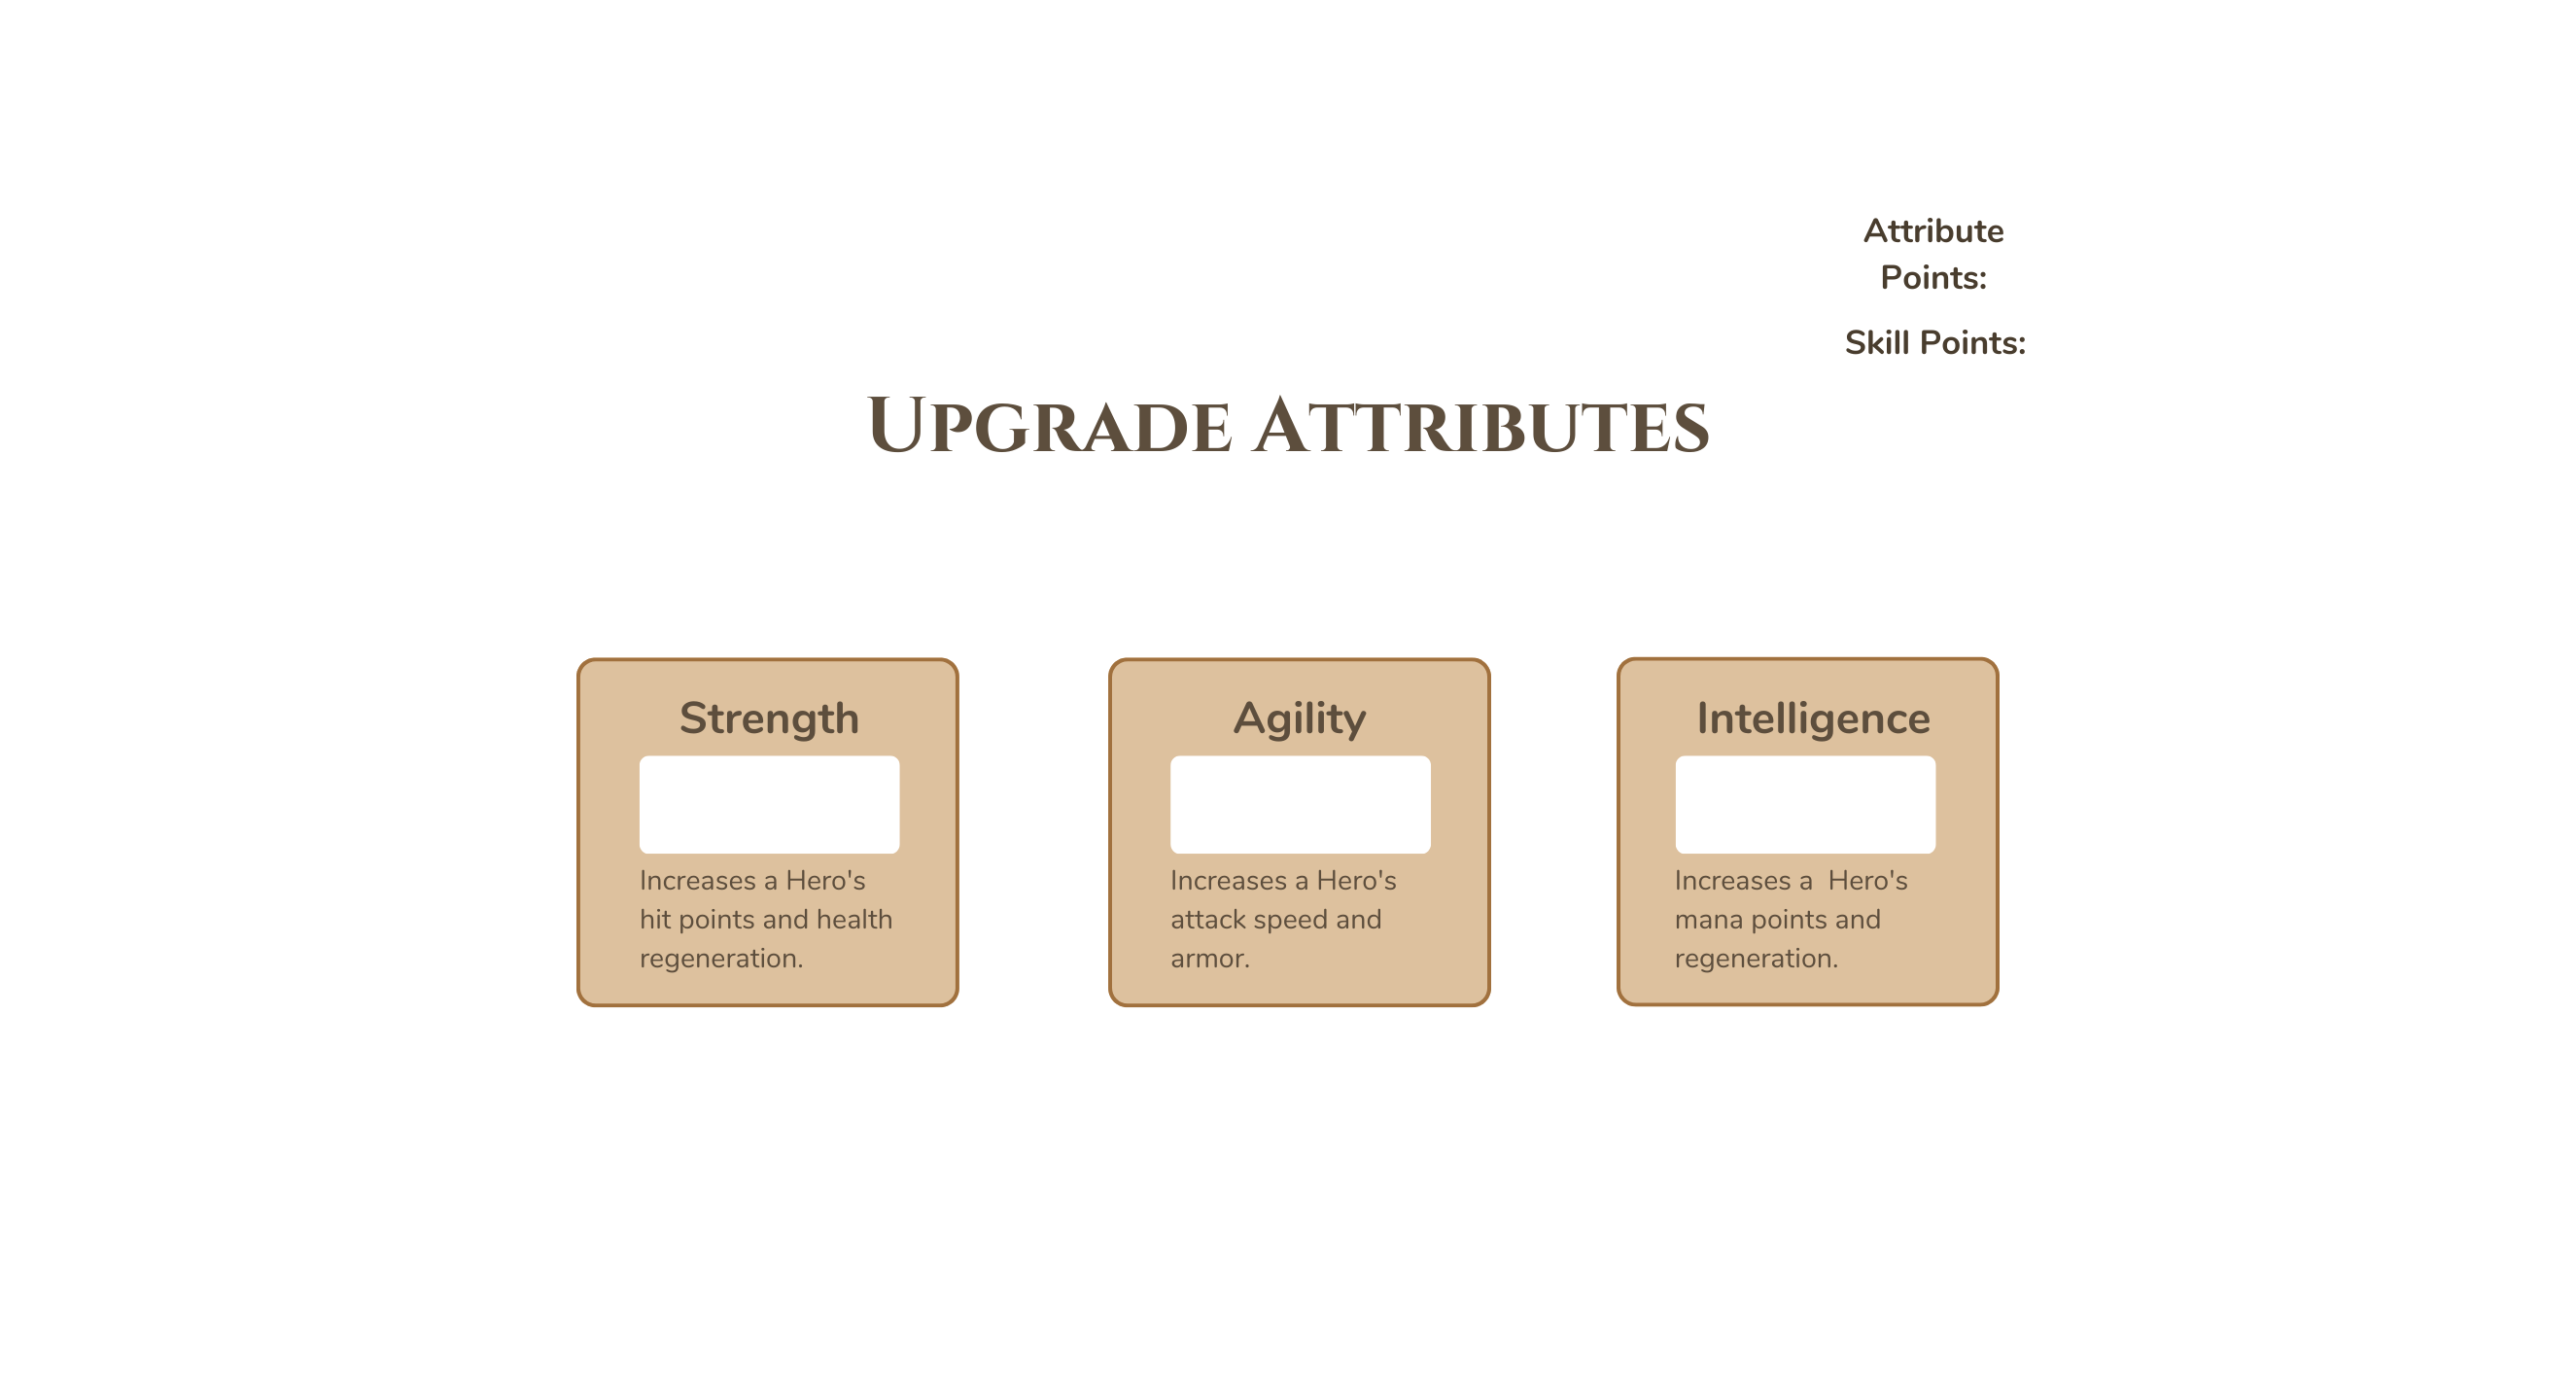 Attribute
Points:
Skill Points:
Upgrade Attributes
Strength
Increases a Hero's
hit points and health
regeneration.
Agility
Increases a Hero's
attack speed and
armor.
Intelligence
Increases a  Hero's
mana points and
regeneration.